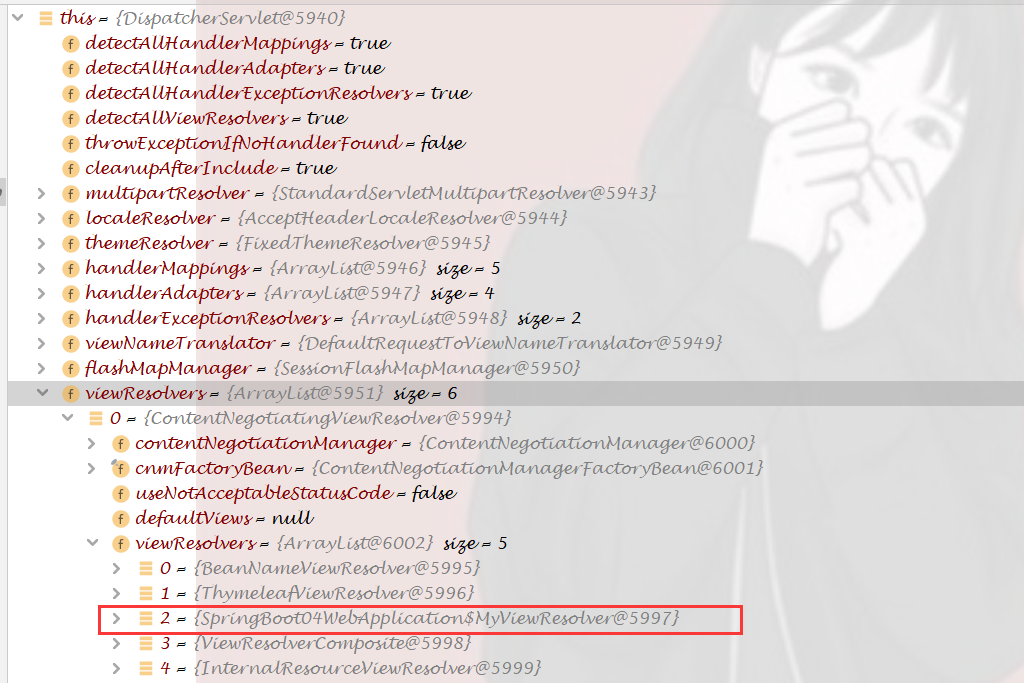 this = {DispatcherServlet@5940}
f detectAllHandlerMappings = true
f detectAllHandlerAdapters = true
f detectAllHandlerExceptionResolvers = true
f detectAllViewResolvers = true
f throwExceptionIfNoHandlerFound = false
f cleanupAfterInclude = true
f multipartResolver = {StandardServletMultipartResolver@5943}
f localeResolver = {AcceptHeaderLocaleResolver@5944}
f themeResolver = {FixedThemeResolver@5945}
f handlerMappings = {ArrayList@5946} size = 5
f handlerAdapters = {ArrayList@5947} size = 4
f handlerExceptionResolvers = {ArrayList@5948} size = 2
f viewNameTranslator = {DefaultRequestToViewNameTranslator@5949}
f flashMapManager = {SessionFlashMapManager@5950}
f viewResolvers = {ArrayList@5951} size = 6
0 = {ContentNegotiatingViewResolver@5994}
f contentNegotiationManager = {ContentNegotiationManager@6000}
f cnmFactoryBean = {ContentNegotiationManagerFactoryBean@6001}
f useNotAcceptableStatusCode = false
f defaultViews = null
f viewResolvers = {ArrayList@6002} size = 5
0 = {BeanNameViewResolver@5995}
1 = {ThymeleafViewResolver@5996}
2 = {SpringBoot04WebApplication$MyViewResolver@5997}
3 = {ViewResolverComposite@5998}
4 = {InternalResourceViewResolver@5999}